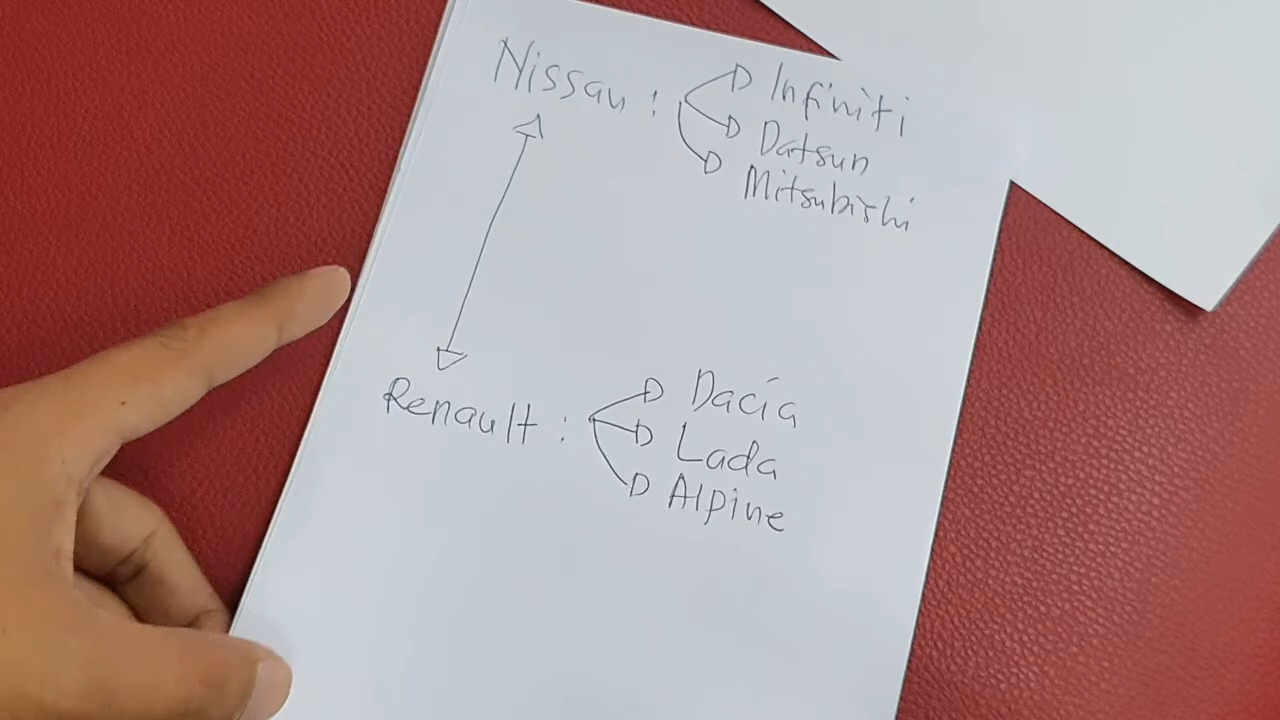 Nissan : Infiniti
Datsun
Mitsubishi
Renault : Dacia
Lada
Alpine